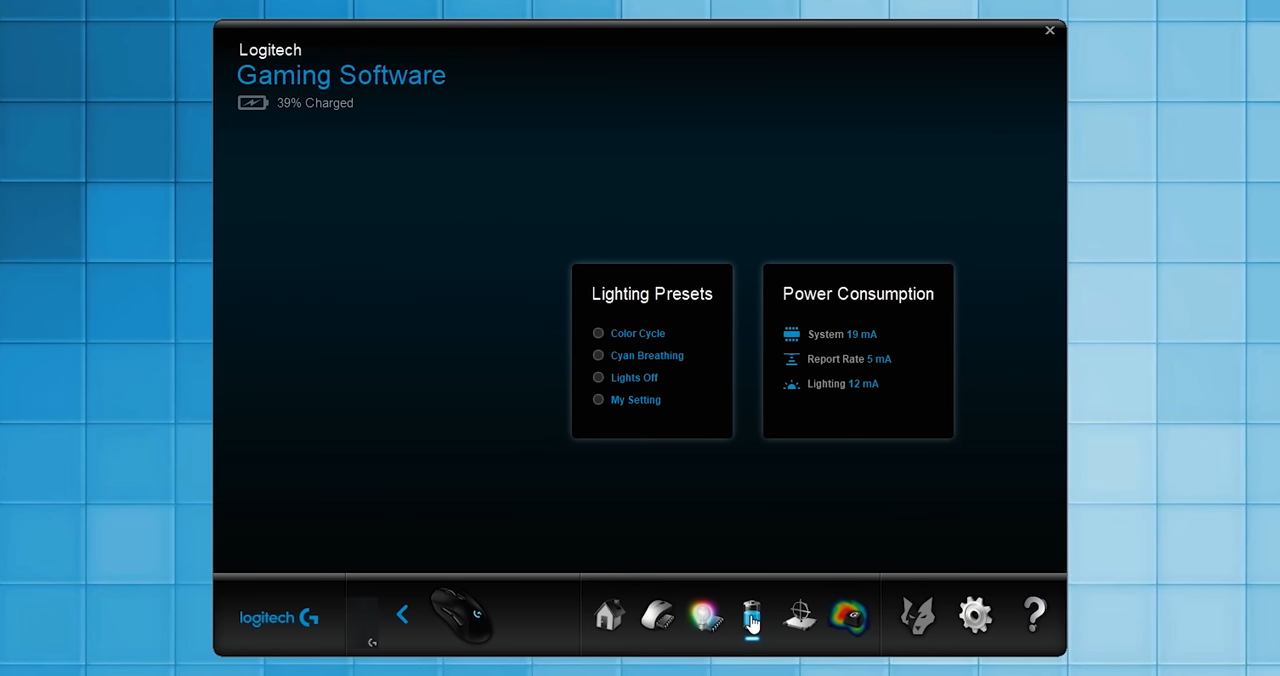 Logitech
Gaming Software
39% Charged
Lighting Presets
Color Cycle
Cyan Breathing
Lights Off
My Setting
Power Consumption
System 19 mA
Report Rate 5 mA
Lighting 12 mA
logitech G